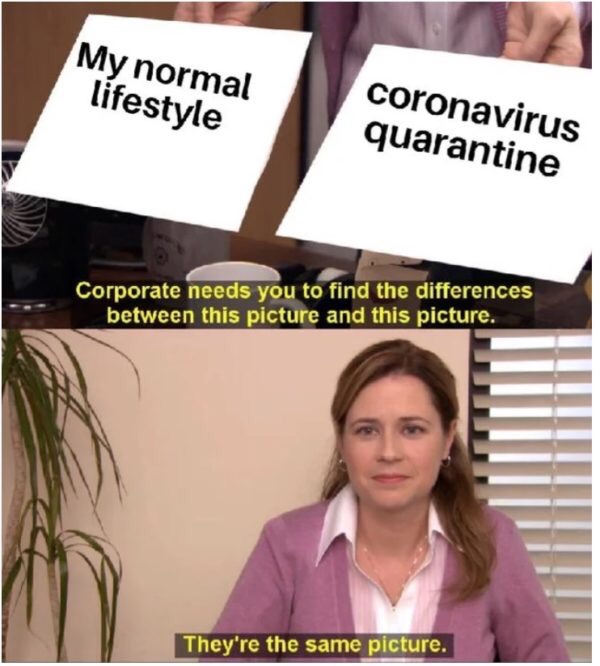 My normal
lifestyle
coronavirus
quarantine
Corporate needs you to find the differences
between this picture and this picture.
They're the same picture.